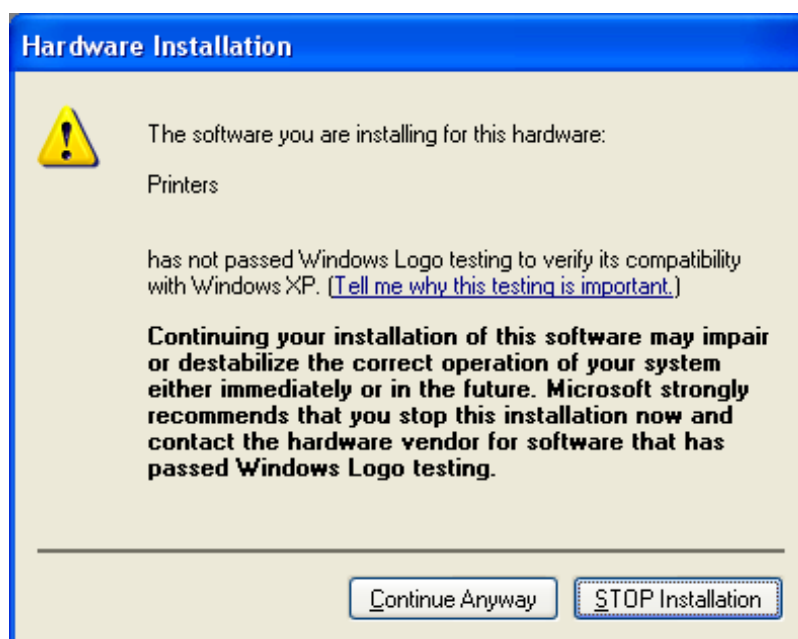 Hardware Installation
The software you are installing for this hardware:
Printers
has not passed Windows Logo testing to verify its compatibility
with Windows XP. (Tell me why this testing is important.)
Continuing your installation of this software may impair
or destabilize the correct operation of your system
either immediately or in the future. Microsoft strongly
recommends that you stop this installation now and
contact the hardware vendor for software that has
passed Windows Logo testing.
Continue Anyway
STOP Installation